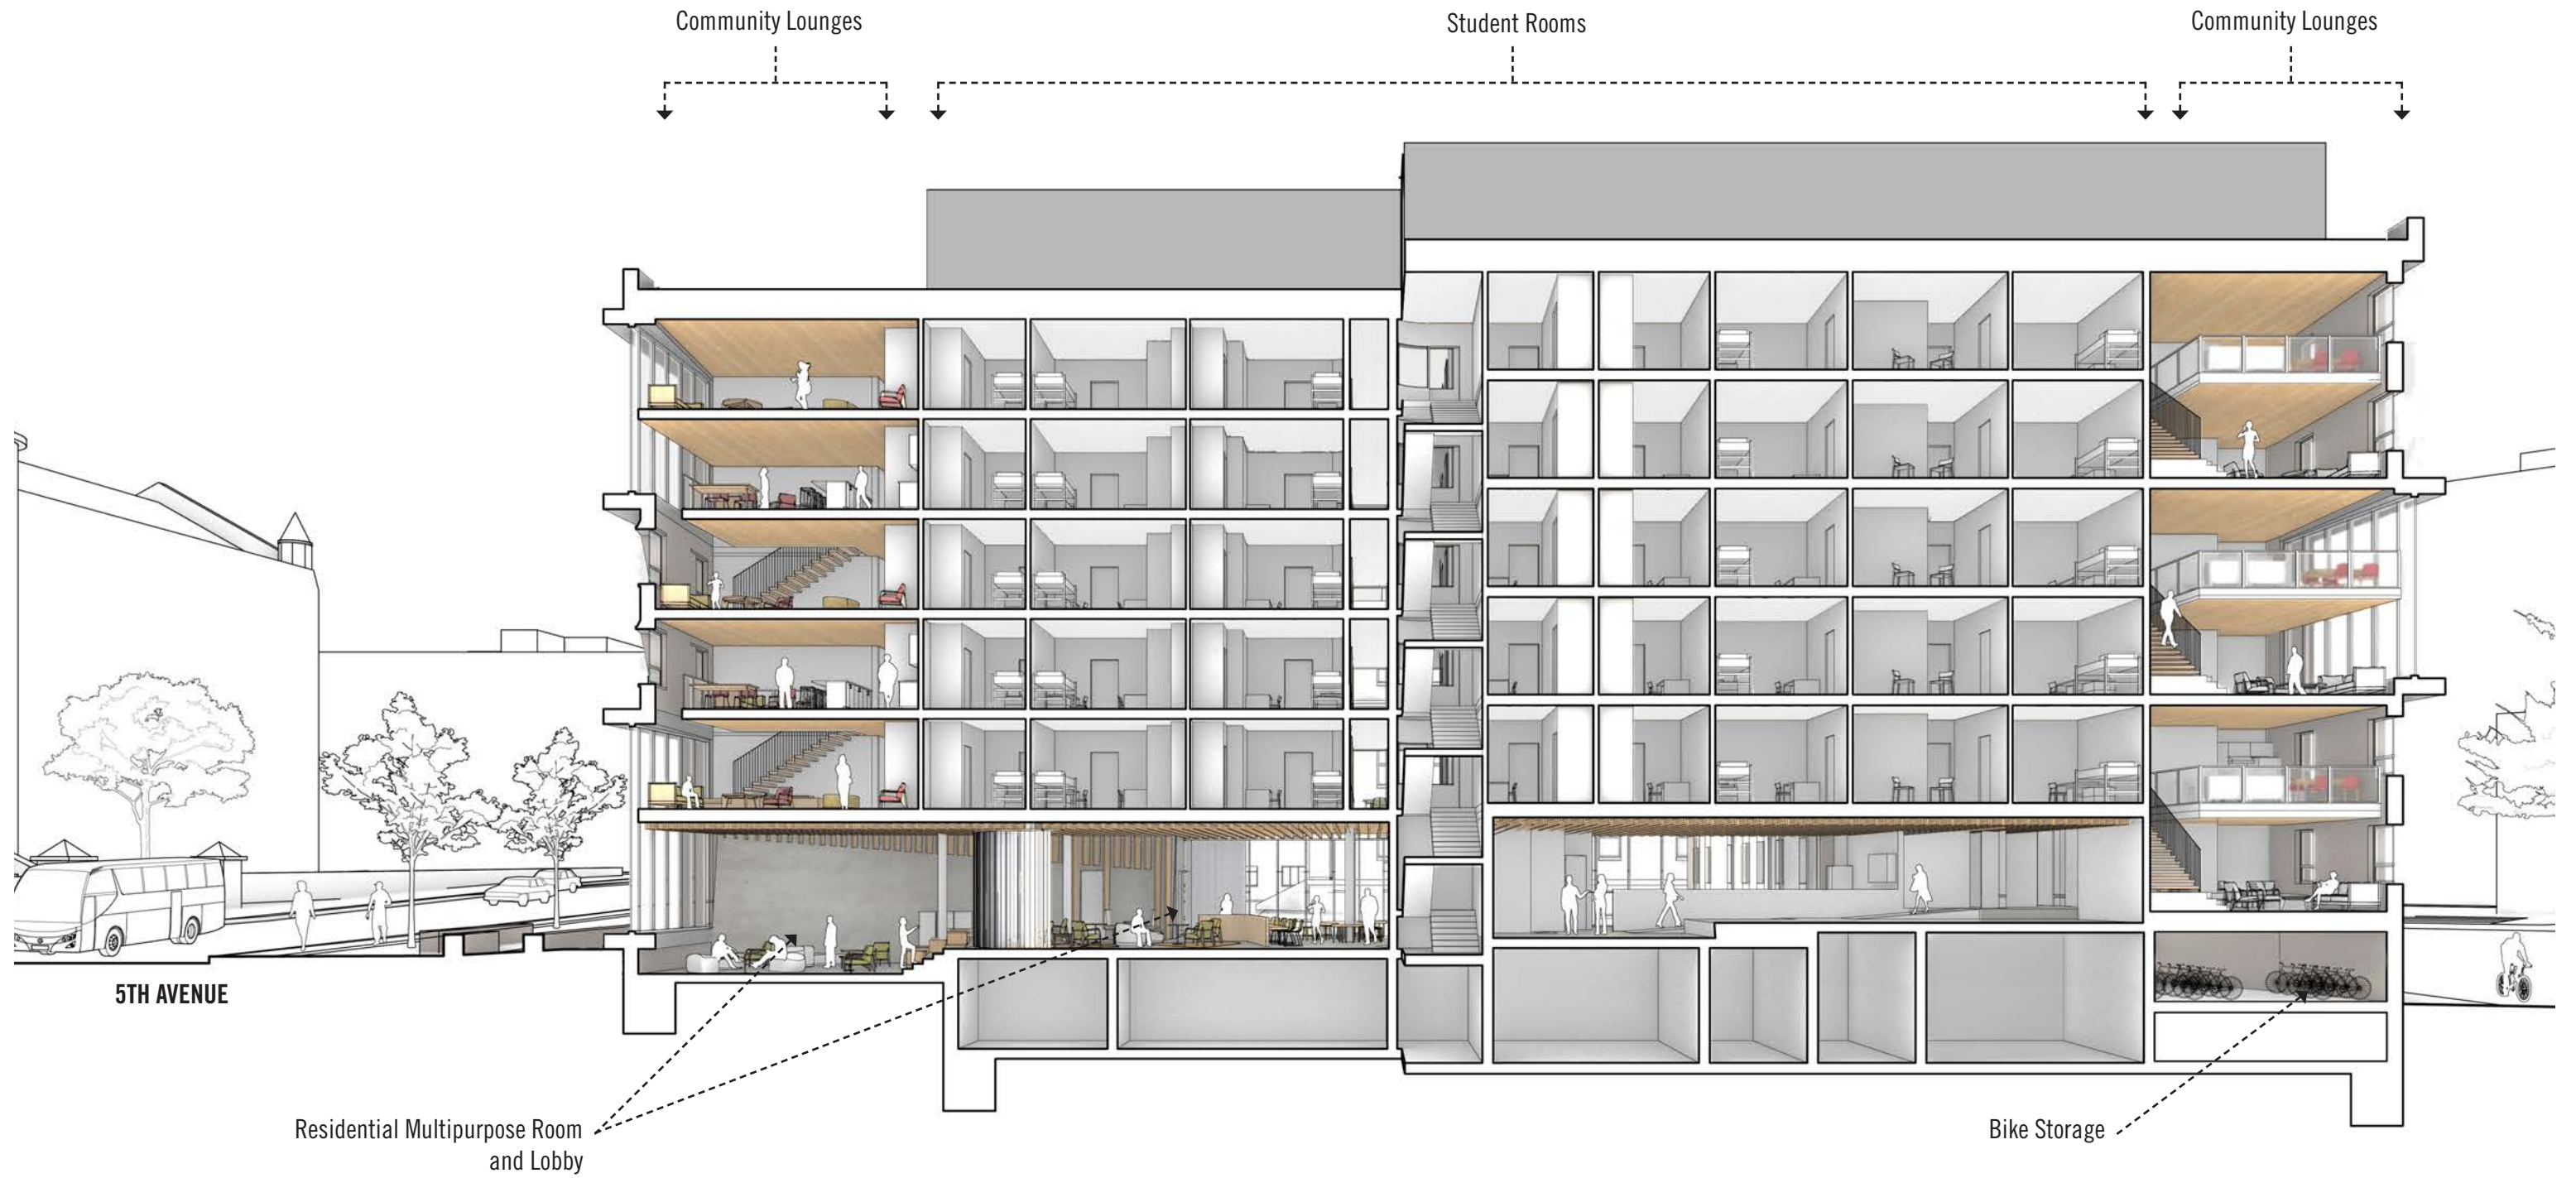 Community Lounges
Student Rooms
Community Lounges
5TH AVENUE
Residential Multipurpose Room
and Lobby
Bike Storage